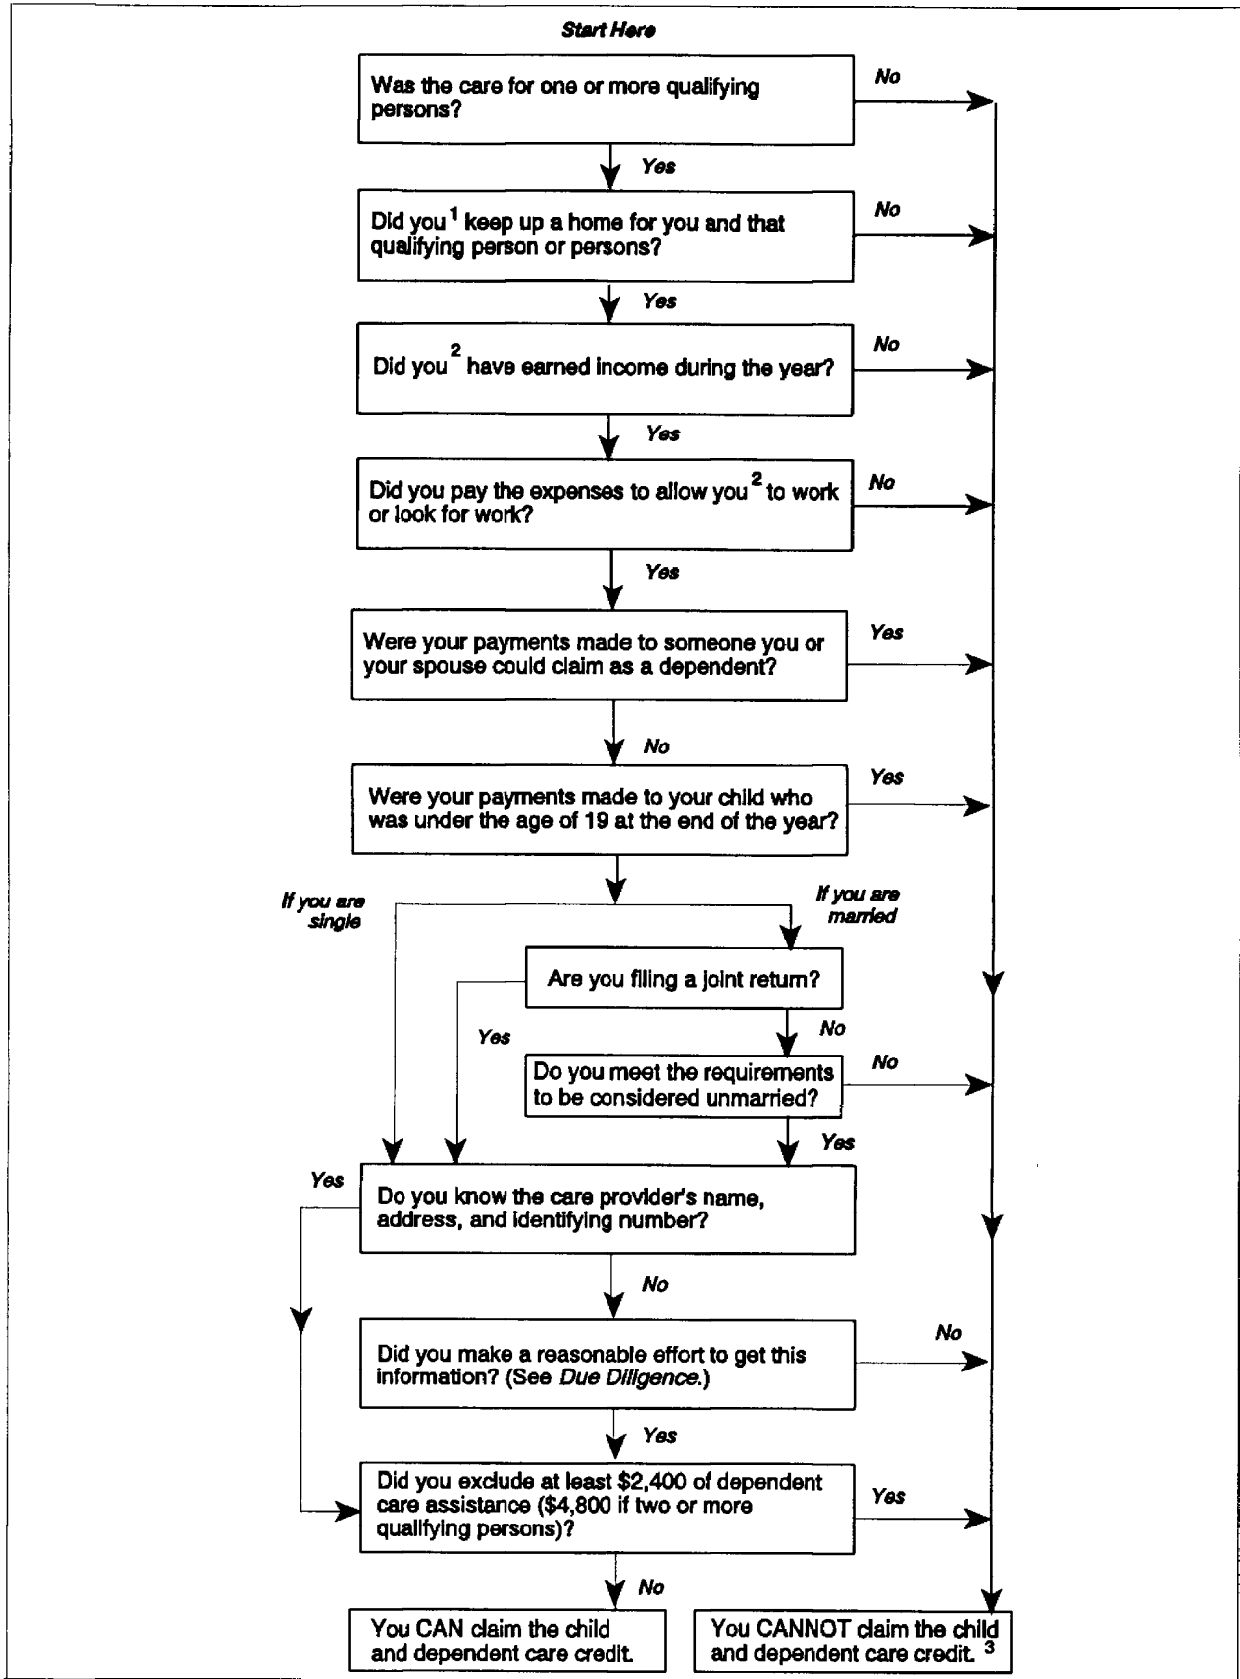 Start Here
Was the care for one or more qualifying
persons?
No
Yes
Did you1 keep up a home for you and that
qualifying person or persons?
No
Yes
Did you2 have earned income during the year?
No
Yes
Did you pay the expenses to allow you2 to work
or look for work?
No
Yes
Were your payments made to someone you or
your spouse could claim as a dependent?
Yes
No
Were your payments made to your child who
was under the age of 19 at the end of the year?
Yes
If you are
single
If you are
married
Are you filing a joint return?
Yes
No
Do you meet the requirements
to be considered unmarried?
No
Yes
Yes
Do you know the care provider's name,
address, and identifying number?
No
Did you make a reasonable effort to get this
information? (See Due Diligence.)
No
Yes
Did you exclude at least $2,400 of dependent
care assistance ($4,800 if two or more
qualifying persons)?
Yes
No
You CAN claim the child
and dependent care credit.
You CANNOT claim the child
and dependent care credit. 3